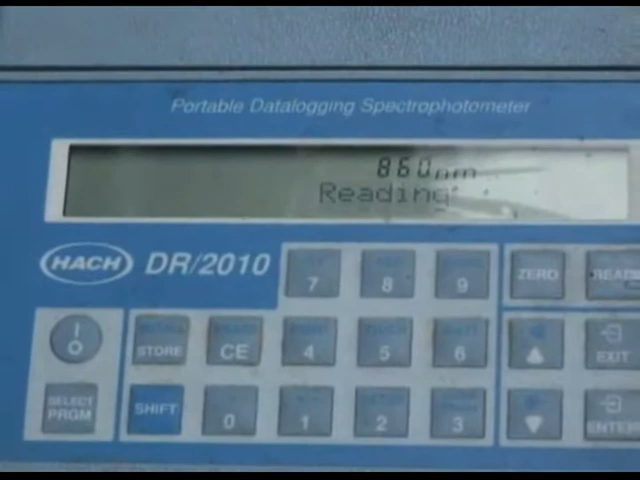 Portable Datalogging Spectrophotometer
860nm
Reading
HACH DR/2010
7 8 9 ZERO READ
STORE CE 4 5 6 EXIT
SELECT PRGM SHIFT 0 1 2 3 ENTER